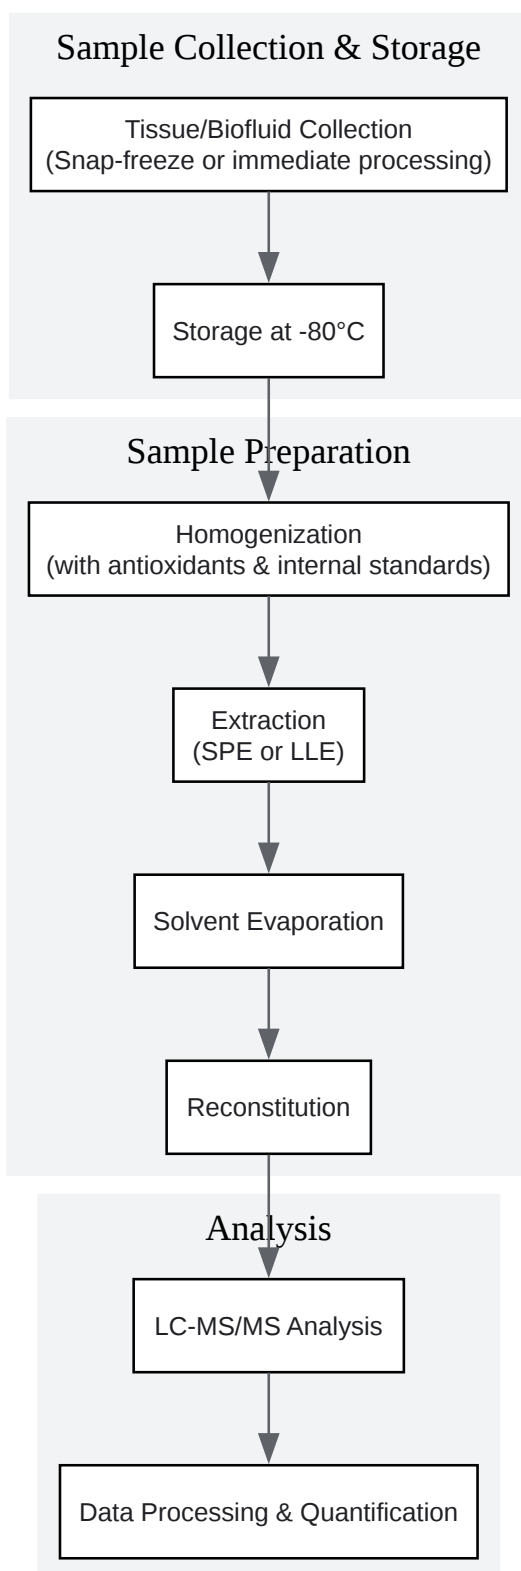 Sample Collection & Storage
Tissue/Biofluid Collection
(Snap-freeze or immediate processing)
Storage at -80°C
Sample Preparation
Homogenization
(with antioxidants & internal standards)
Extraction
(SPE or LLE)
Solvent Evaporation
Reconstitution
Analysis
LC-MS/MS Analysis
Data Processing & Quantification